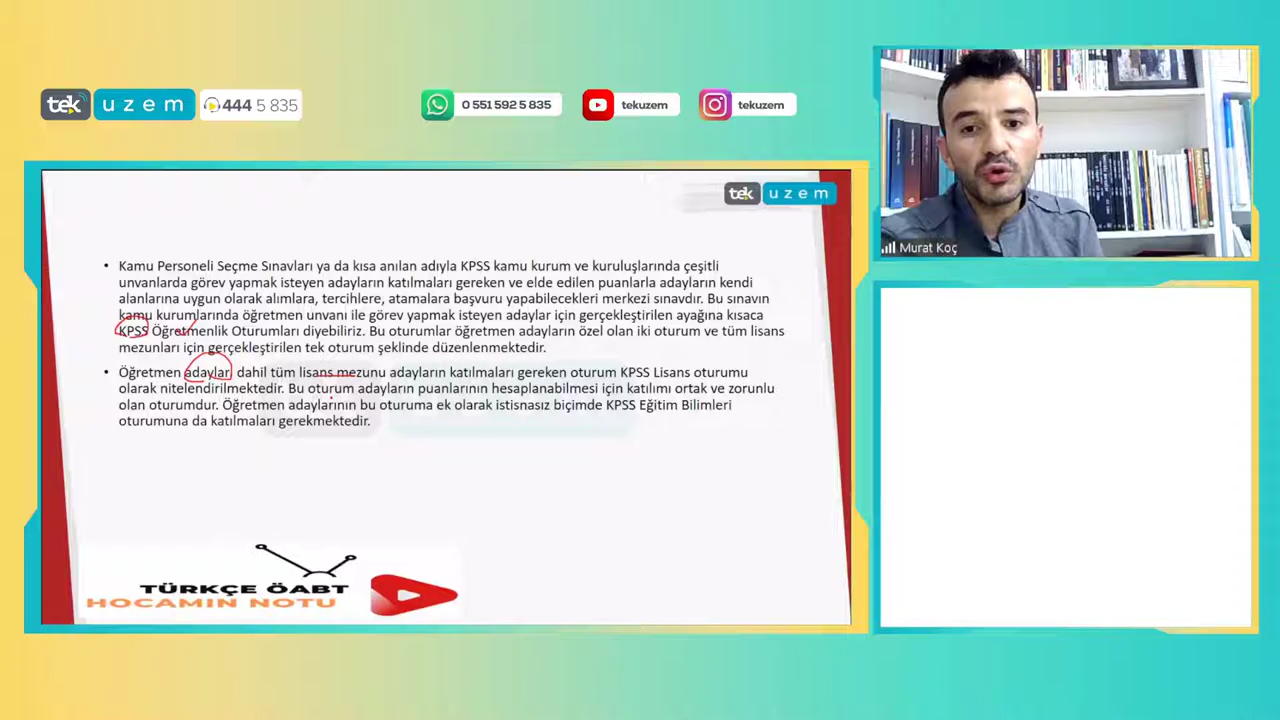 tek uzem 444 5 835
0 551 592 5 835
tekuzem
tekuzem
tek uzem
• Kamu Personeli Seçme Sınavları ya da kısa anılan adıyla KPSS kamu kurum ve kuruluşlarında çeşitli
unvanlarda görev yapmak isteyen adayların katılmaları gereken ve elde edilen puanlarla adayların kendi
alanlarına uygun olarak alımlara, tercihlere, atamalara başvuru yapabilecekleri merkezi sınavdır. Bu sınavın
kamu kurumlarında öğretmen unvanı ile görev yapmak isteyen adaylar için gerçekleştirilen ayağına kısaca
KPSS Öğretmenlik Oturumları diyebiliriz. Bu oturumlar öğretmen adayların özel olan iki oturum ve tüm lisans
mezunları için gerçekleştirilen tek oturum şeklinde düzenlenmektedir.
• Öğretmen adaylar dahil tüm lisans mezunu adayların katılmaları gereken oturum KPSS Lisans oturumu
olarak nitelendirilmektedir. Bu oturum adayların puanlarının hesaplanabilmesi için katılımı ortak ve zorunlu
olan oturumdur. Öğretmen adaylarının bu oturuma ek olarak istisnasız biçimde KPSS Eğitim Bilimleri
oturumuna da katılmaları gerekmektedir.
TÜRKÇE ÖABT
HOCAMIN NOTU
Murat Koç